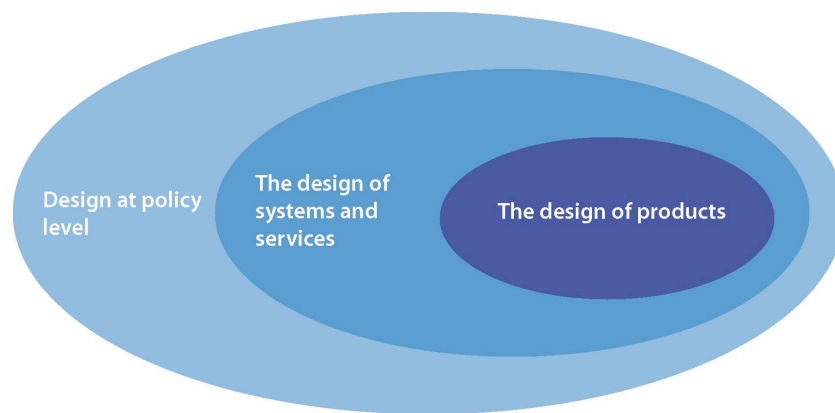 Design at policy
level
The design of
systems and
services
The design of products